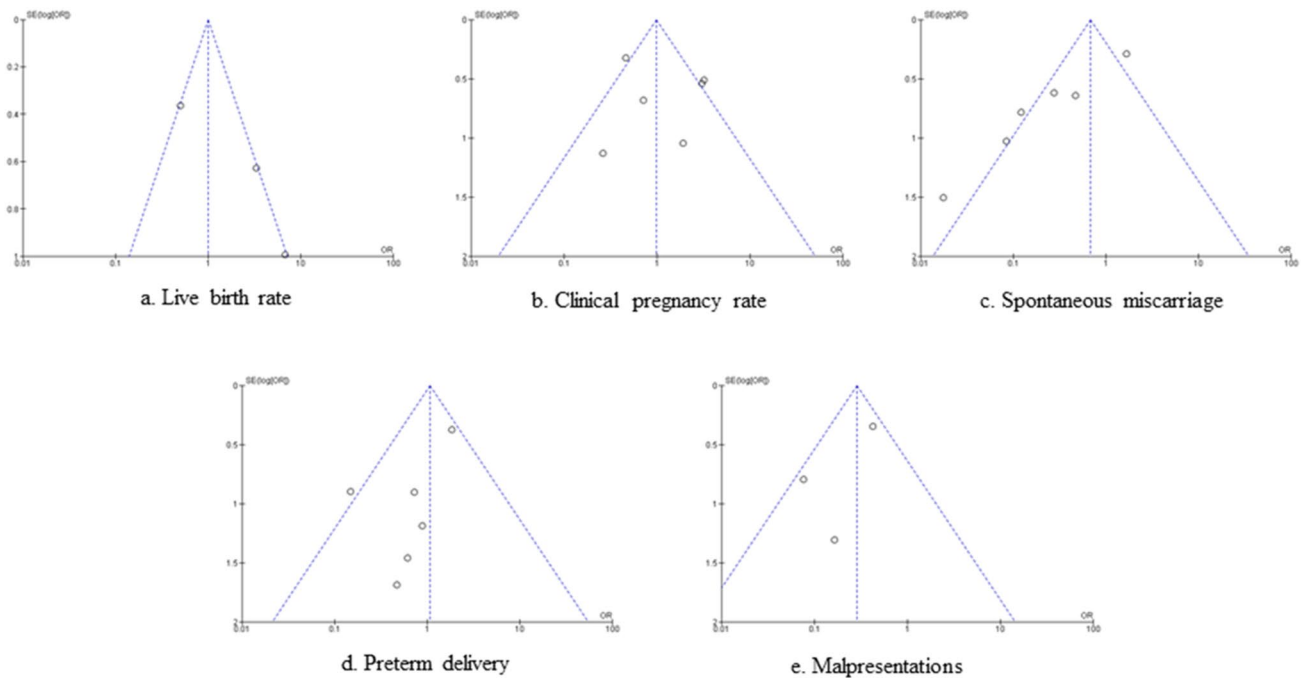 SE(log[OR])
0
0.2
0.4
0.6
0.8
1
0.01 0.1 1 10 100
OR
a. Live birth rate
SE(log[OR])
0
0.5
1
1.5
2
0.01 0.1 1 10 100
OR
b. Clinical pregnancy rate
SE(log[OR])
0
0.5
1
1.5
2
0.01 0.1 1 10 100
OR
c. Spontaneous miscarriage
SE(log[OR])
0
0.5
1
1.5
2
0.01 0.1 1 10 100
OR
d. Preterm delivery
SE(log[OR])
0
0.5
1
1.5
2
0.01 0.1 1 10 100
OR
e. Malpresentations